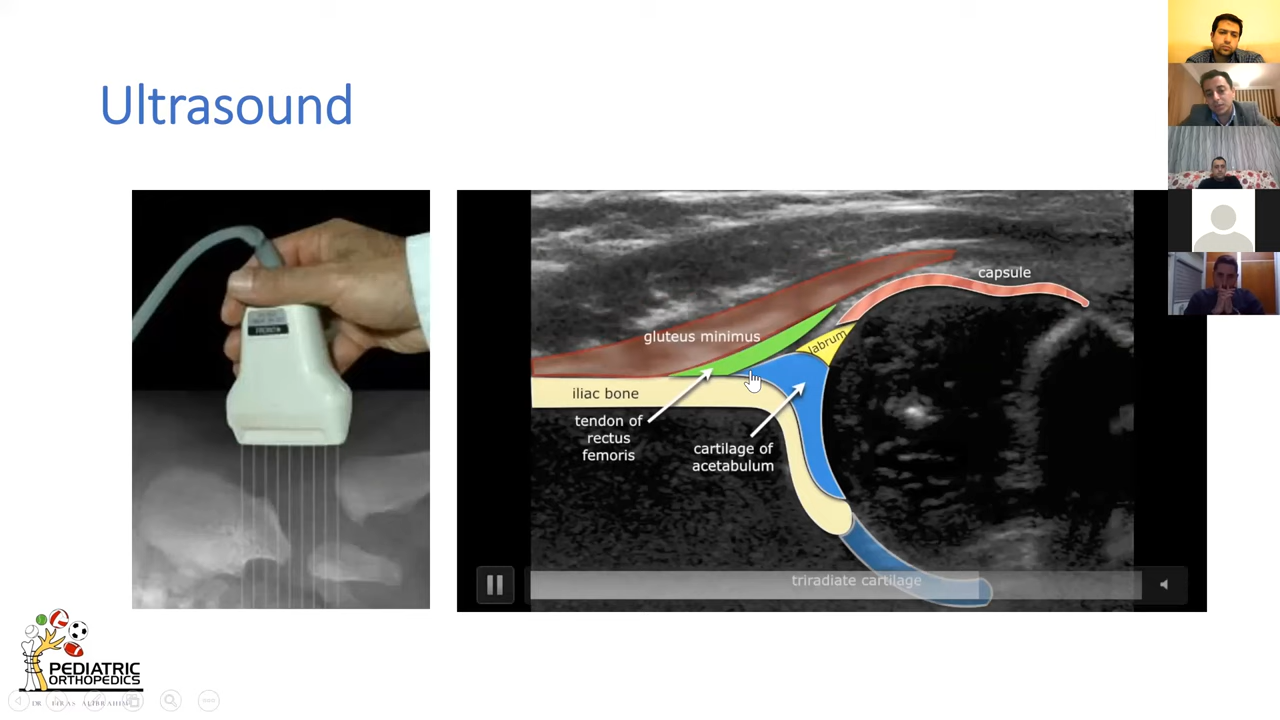 Ultrasound
capsule
gluteus minimus
labrum
iliac bone
tendon of
rectus
femoris
cartilage of
acetabulum
triradiate cartilage
PEDIATRIC
ORTHOPEDICS